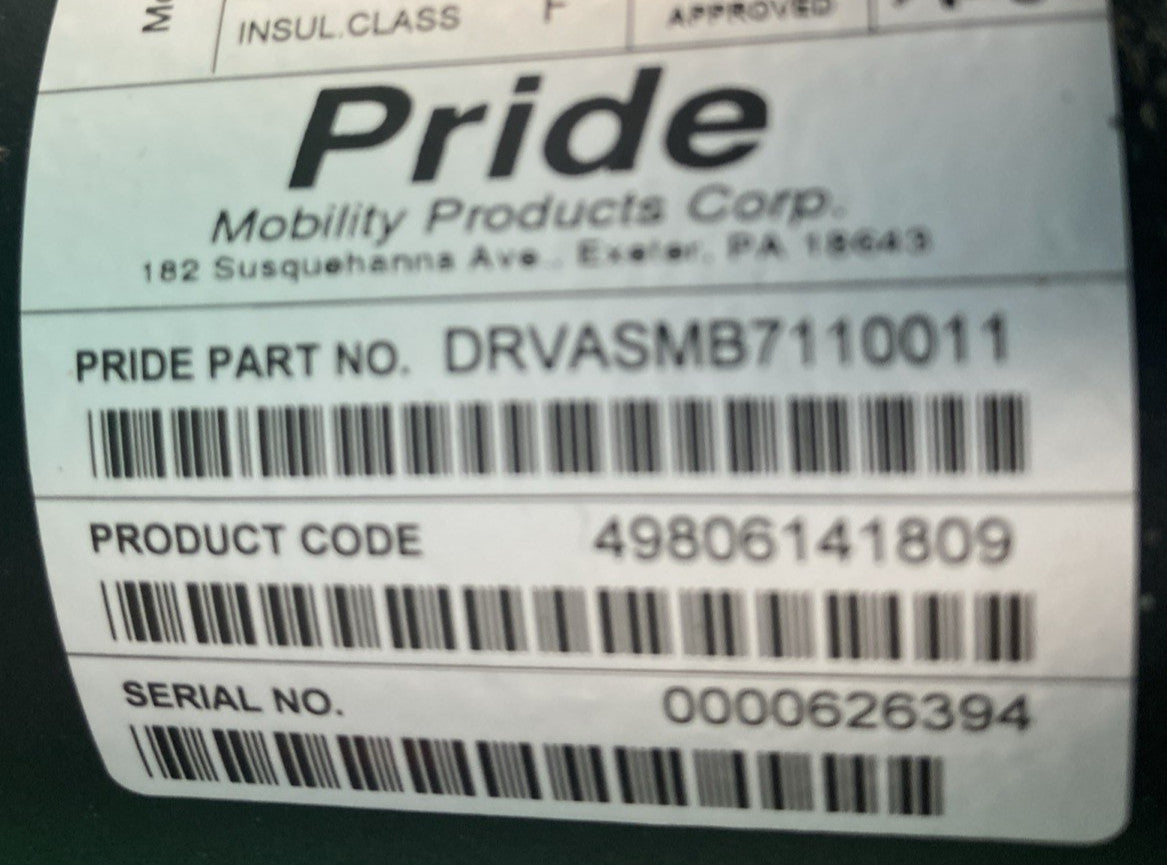 INSUL.CLASS F APPROVED
Pride
Mobility Products Corp.
182 Susquehanna Ave., Exeter, PA 18643
PRIDE PART NO. DRVASMB7110011
PRODUCT CODE 49806141809
SERIAL NO. 0000626394